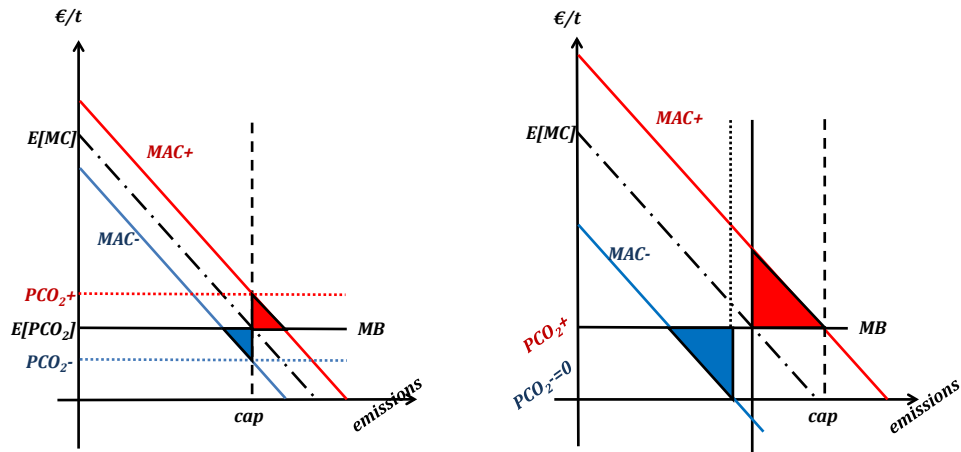 €/t
E[MC]
MAC+
MAC-
PCO₂+
E[PCO₂]
PCO₂-
MB
cap
emissions
€/t
MAC+
E[MC]
MAC-
PCO₂+
MB
PCO₂-=0
cap
emissions